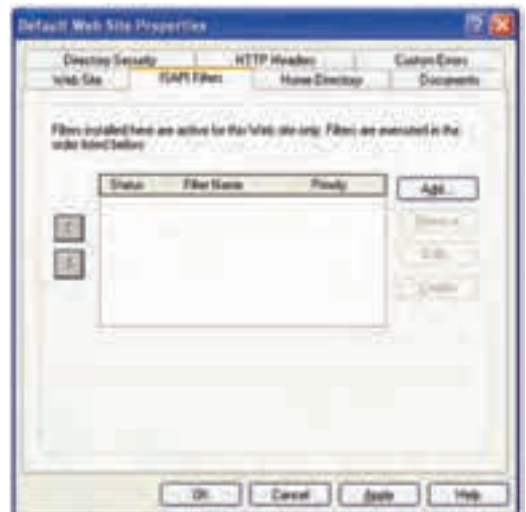 Default Web Site Properties
Directory Security HTTP Headers Custom Errors
Web Site ISAPI Filters Home Directory Documents
Filters installed here are active for this Web site only. Filters are executed in the
order listed below:
Status Filter Name Priority
Add...
Remove
Edit...
OK Cancel Apply Help